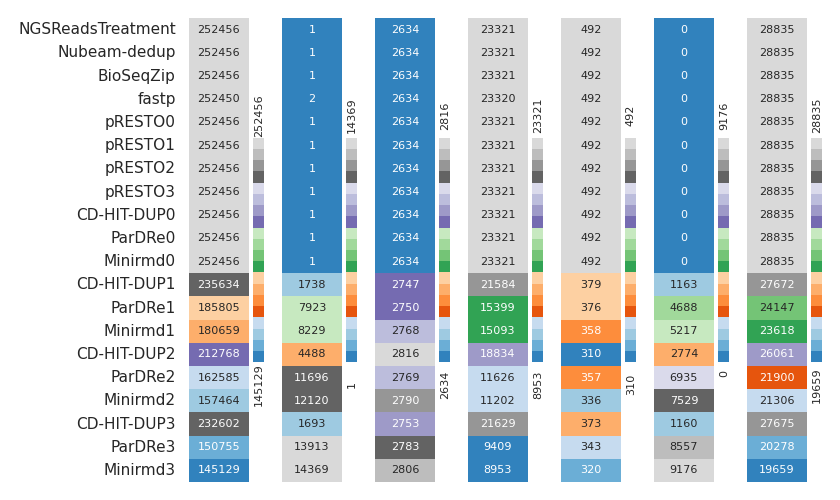 NGSReadsTreatment 252456 1 2634 23321 492 0 28835
Nubeam-dedup 252456 1 2634 23321 492 0 28835
BioSeqZip 252456 1 2634 23321 492 0 28835
fastp 252450 2 2634 23320 492 0 28835
pRESTO0 252456 1 2634 23321 492 0 28835
252456 14369 2816 23321 492 9176 28835
pRESTO1 252456 1 2634 23321 492 0 28835
pRESTO2 252456 1 2634 23321 492 0 28835
pRESTO3 252456 1 2634 23321 492 0 28835
CD-HIT-DUP0 252456 1 2634 23321 492 0 28835
ParDRe0 252456 1 2634 23321 492 0 28835
Minirmd0 252456 1 2634 23321 492 0 28835
CD-HIT-DUP1 235634 1738 2747 21584 379 1163 27672
ParDRe1 185805 7923 2750 15399 376 4688 24147
Minirmd1 180659 8229 2768 15093 358 5217 23618
CD-HIT-DUP2 212768 4488 2816 18834 310 2774 26061
ParDRe2 162585 11696 2769 11626 357 6935 21900
145129 1 2634 8953 310 0 19659
Minirmd2 157464 12120 2790 11202 336 7529 21306
CD-HIT-DUP3 232602 1693 2753 21629 373 1160 27675
ParDRe3 150755 13913 2783 9409 343 8557 20278
Minirmd3 145129 14369 2806 8953 320 9176 19659